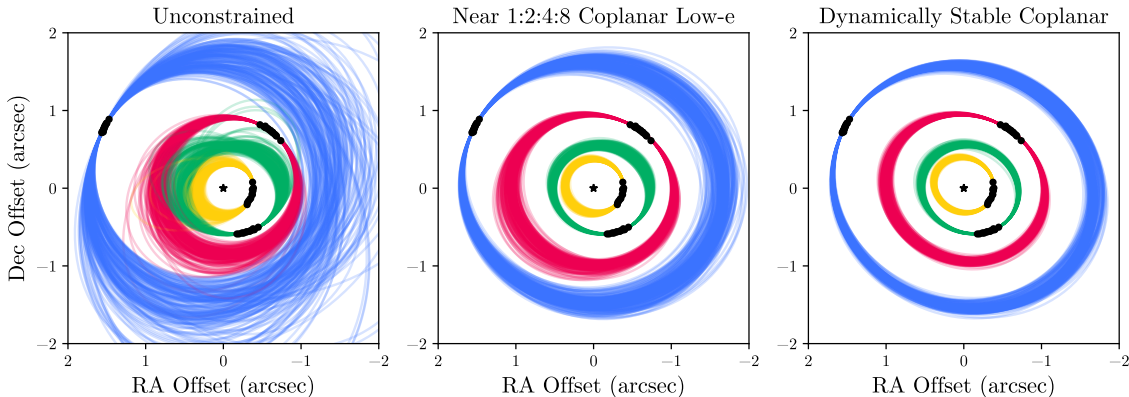 Unconstrained
Near 1:2:4:8 Coplanar Low-e
Dynamically Stable Coplanar
Dec Offset (arcsec)
2
1
0
−1
−2
2
1
0
−1
−2
2
1
0
−1
−2
2 1 0 −1 −2
2 1 0 −1 −2
2 1 0 −1 −2
RA Offset (arcsec)
RA Offset (arcsec)
RA Offset (arcsec)